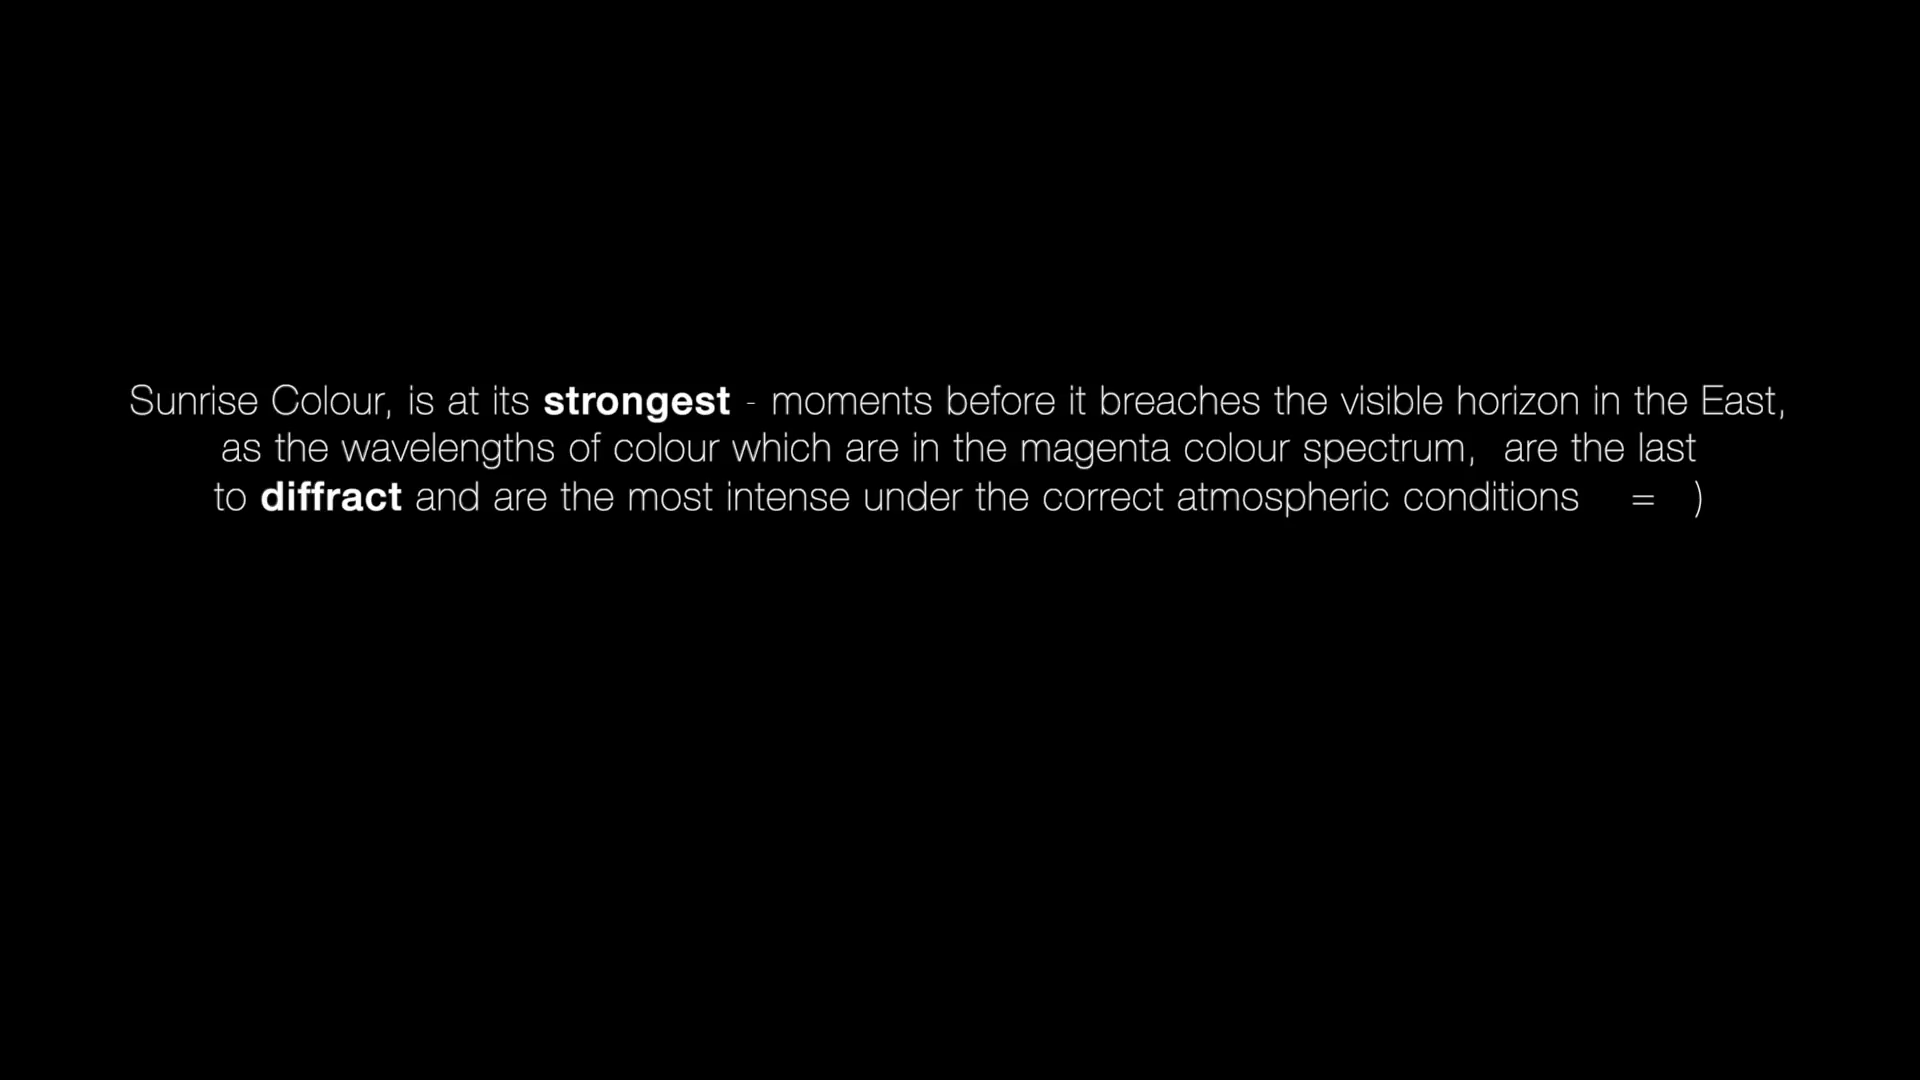 Sunrise Colour, is at its strongest - moments before it breaches the visible horizon in the East,
as the wavelengths of colour which are in the magenta colour spectrum,  are the last
to diffract and are the most intense under the correct atmospheric conditions    =   )